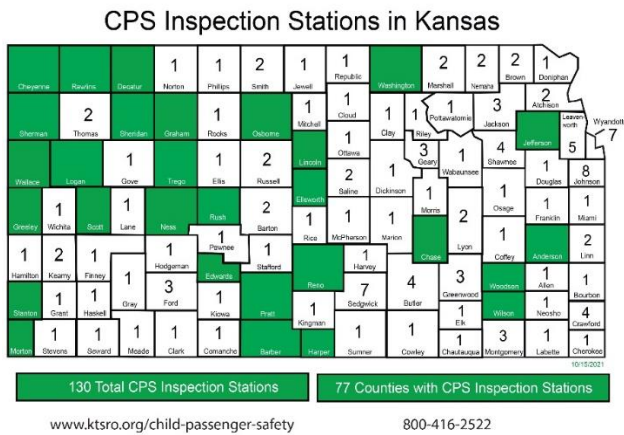 CPS Inspection Stations in Kansas
Cheyenne Rawlins Decatur 1 Norton 1 Phillips 2 Smith 1 Jewell 1 Republic Washington 2 Marshall 2 Nemaha 2 Brown 1 Doniphan
Sherman 2 Thomas Sheridan Graham 1 Rooks Osborne 1 Mitchell 1 Cloud 1 Clay 1 Riley 1 Pottawatomie 3 Jackson 2 Atchison Jefferson Leavenworth 5 Wyandott 7
Wallace Logan 1 Gove Trego 1 Ellis 2 Russell Lincoln 1 Ottawa 2 Saline 1 Dickinson 3 Geary 1 Wabaunsee 4 Shawnee 1 Douglas 8 Johnson
Greeley 1 Wichita Scott 1 Lane Ness Rush 2 Barton Ellsworth 1 Rice 1 McPherson 1 Marion 1 Morris Chase 2 Lyon 1 Osage 1 Coffey 1 Franklin 1 Miami Anderson 2 Linn
1 Hamilton 2 Kearny 1 Finney 1 Hodgeman 1 Pawnee 1 Stafford Edwards Reno 1 Harvey
Stanton 1 Grant 1 Haskell 1 Gray 3 Ford 1 Kiowa Pratt 1 Kingman 7 Sedgwick 4 Butler 3 Greenwood Woodson 1 Allen 1 Bourbon Wilson 1 Neosho 4 Crawford
Morton 1 Stevens 1 Seward 1 Meade 1 Clark 1 Comanche Barber Harper 1 Sumner 1 Cowley 1 Elk 1 Chautauqua 3 Montgomery 1 Labette 1 Cherokee
10/15/2021
130 Total CPS Inspection Stations 77 Counties with CPS Inspection Stations
www.ktsro.org/child-passenger-safety 800-416-2522